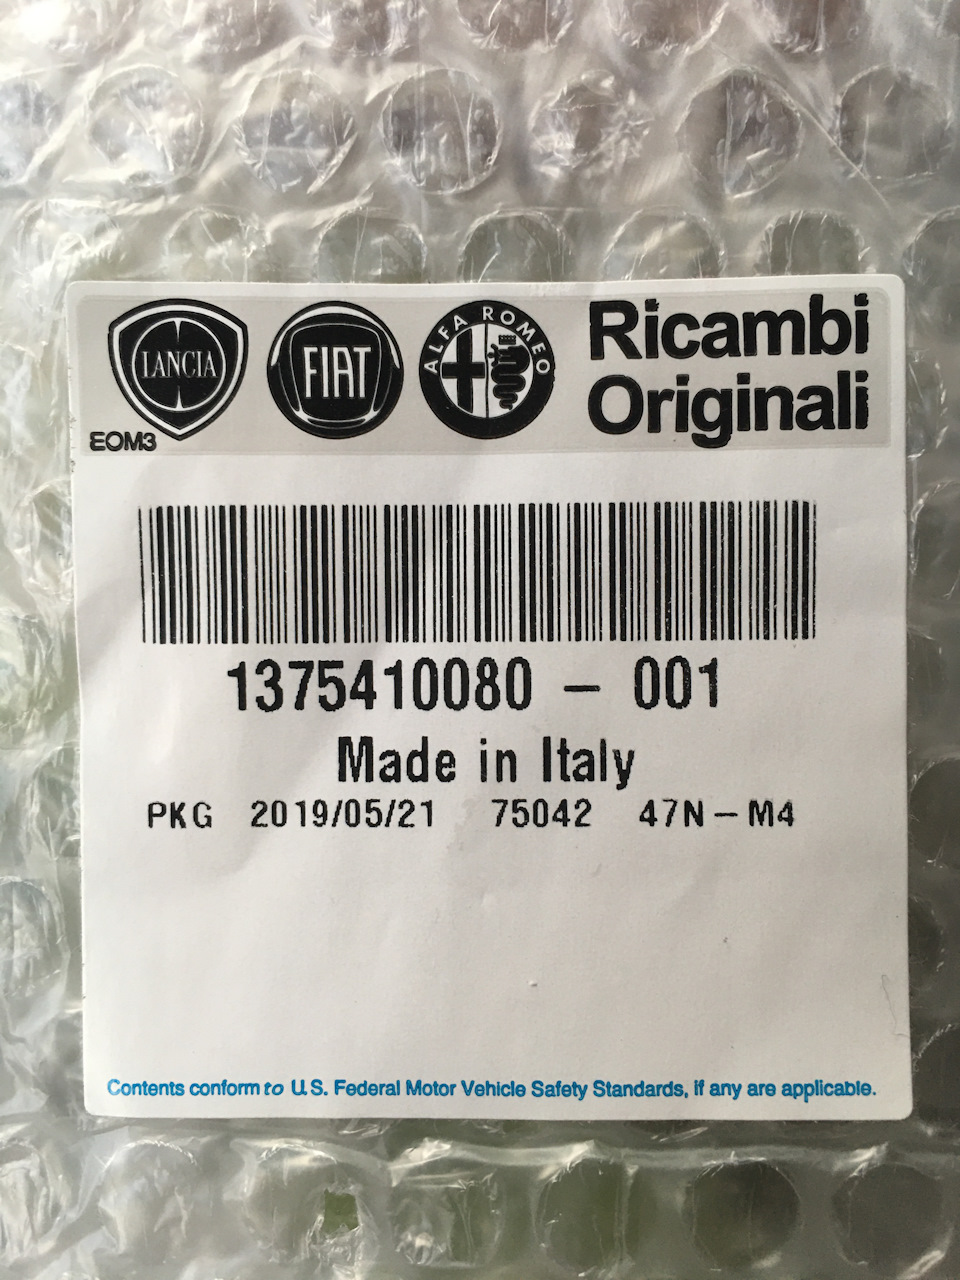 LANCIA
FIAT
ALFA ROMEO
Ricambi
Originali
EOM3
1375410080 - 001
Made in Italy
PKG 2019/05/21 75042 47N-M4
Contents conform to U.S. Federal Motor Vehicle Safety Standards, if any are applicable.